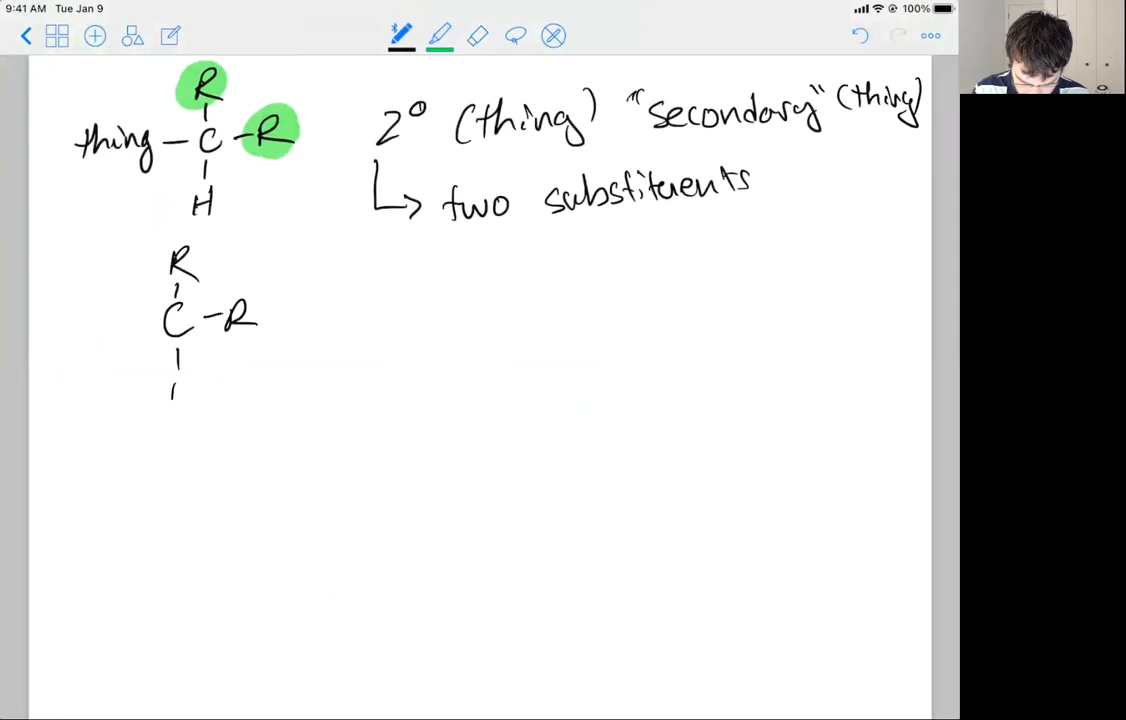 9:41 AM Tue Jan 9
100%
R
thing - C - R
H
2° (thing) "secondary" (thing)
↳ two substituents
R
C - R